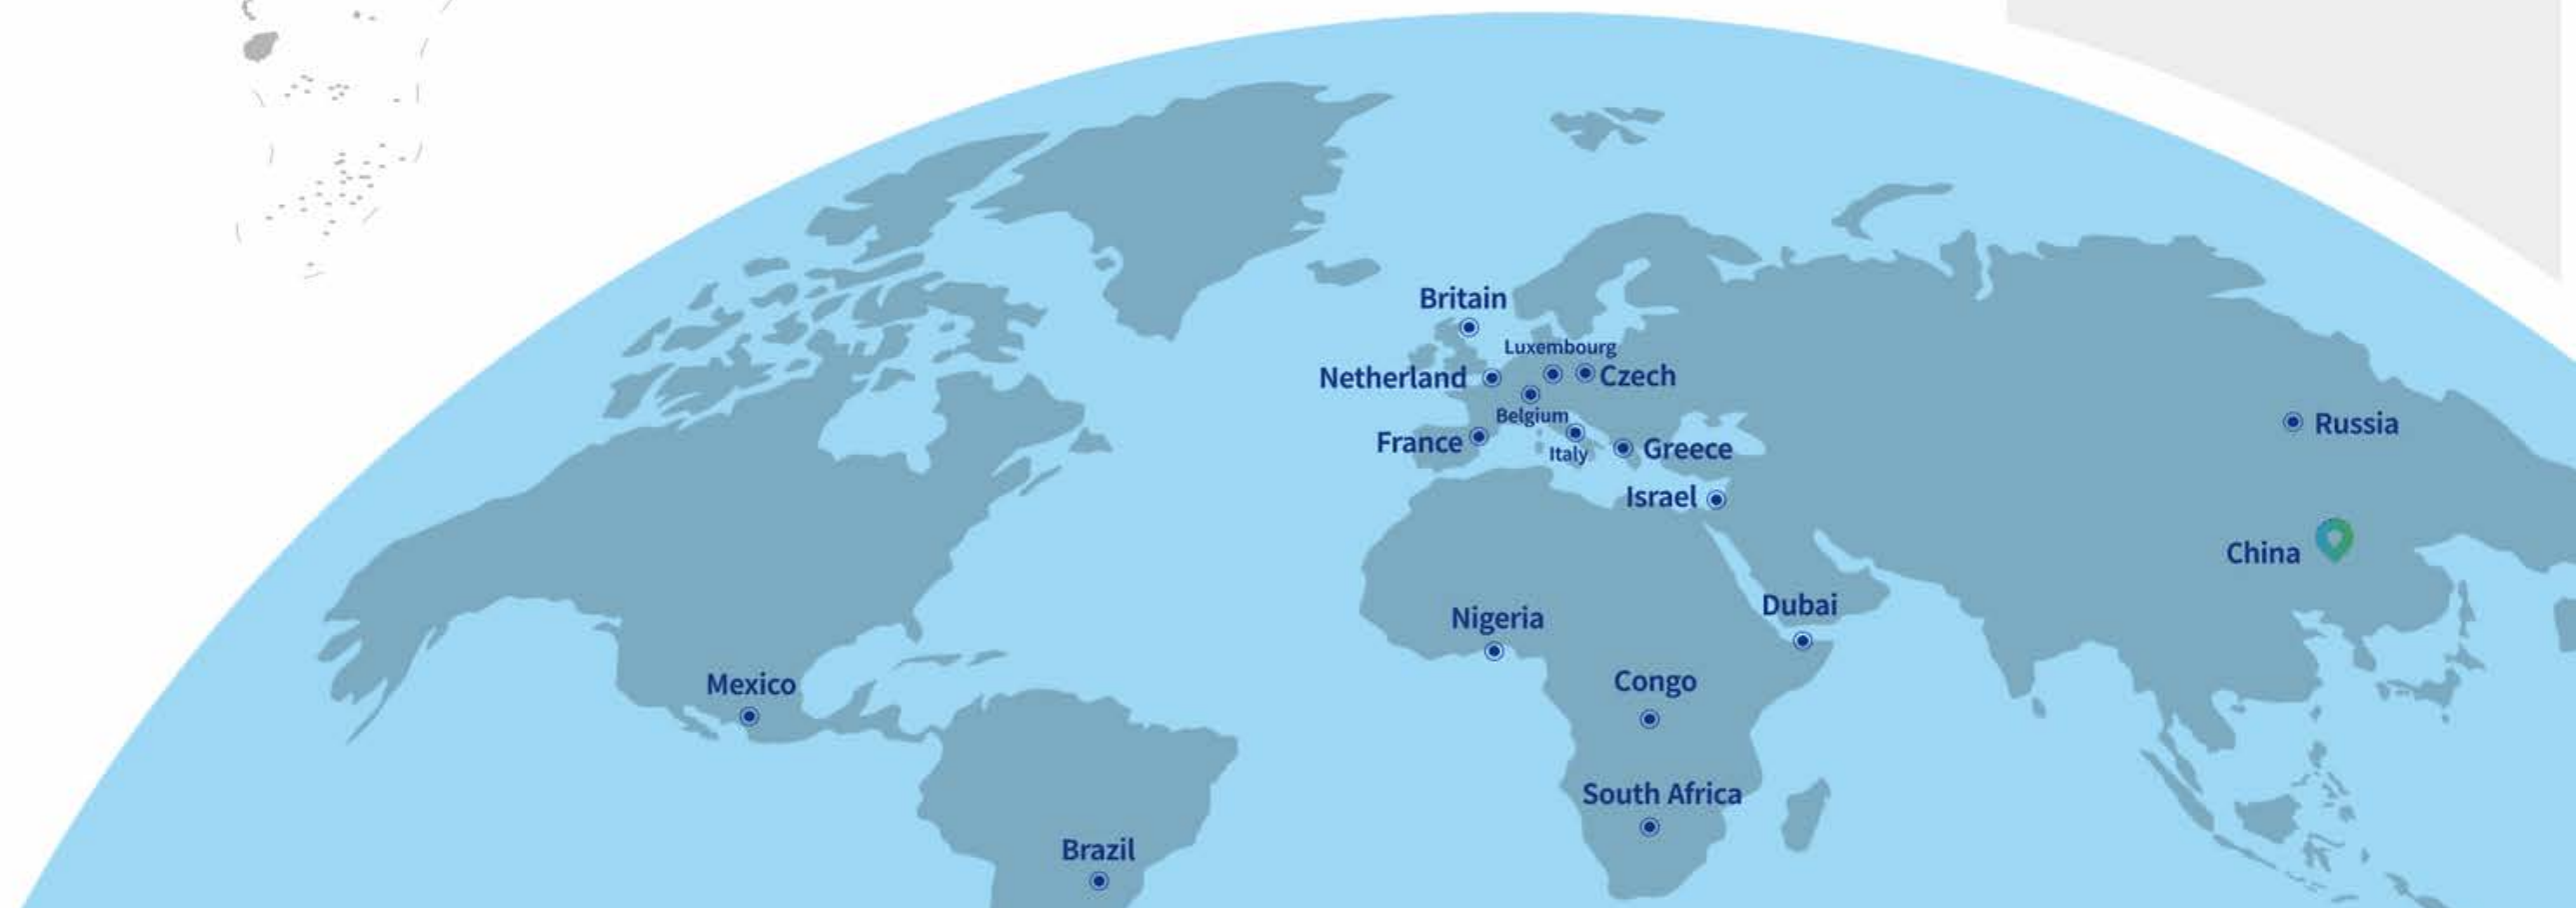 Britain
Luxembourg
Netherland
Czech
Belgium
France
Italy
Greece
Russia
Israel
China
Dubai
Nigeria
Congo
Mexico
South Africa
Brazil